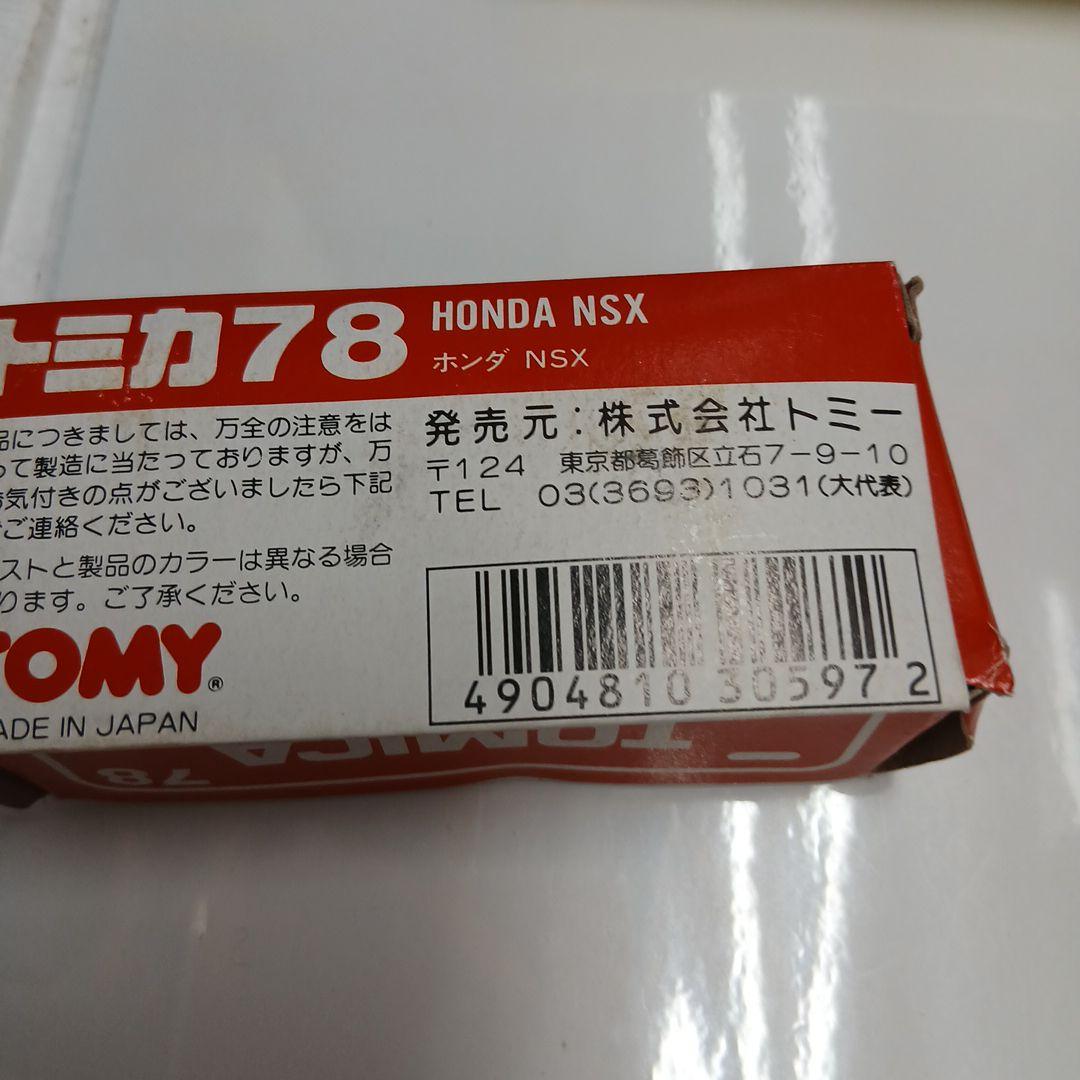 トミカ78
HONDA NSX
ホンダ NSX
品につきましては、万全の注意をは
って製造に当たっておりますが、万
お気付きの点がございましたら下記
ご連絡ください。
ストと製品のカラーは異なる場合
ります。ご了承ください。
TOMY®
MADE IN JAPAN
発売元:株式会社トミー
〒124 東京都葛飾区立石7-9-10
TEL 03(3693)1031(大代表)
4904810305972
TOMICA
78